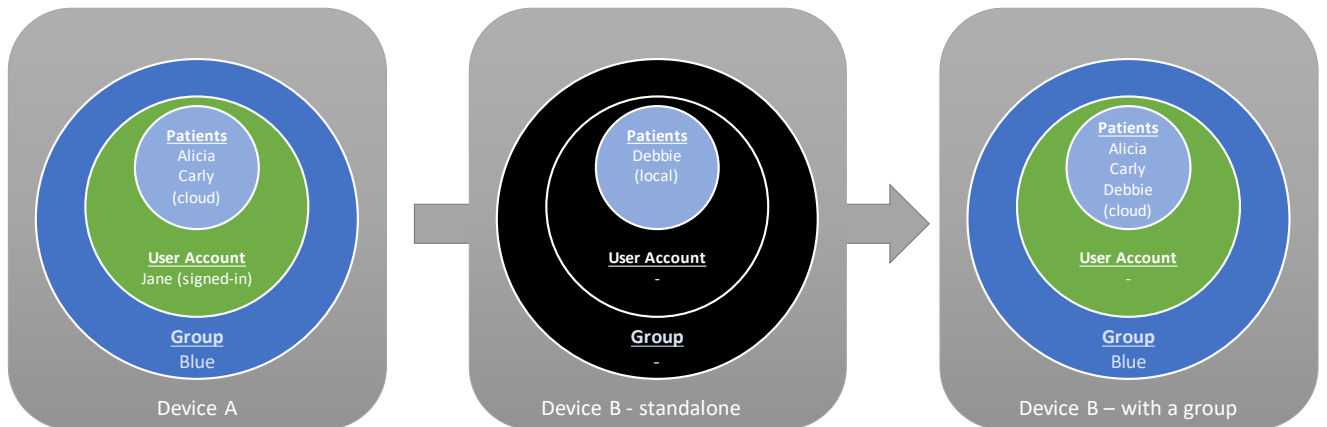 Patients
Alicia
Carly
(cloud)
User Account
Jane (signed-in)
Group
Blue
Device A
Patients
Debbie
(local)
User Account
-
Group
-
Device B - standalone
Patients
Alicia
Carly
Debbie
(cloud)
User Account
-
Group
Blue
Device B – with a group